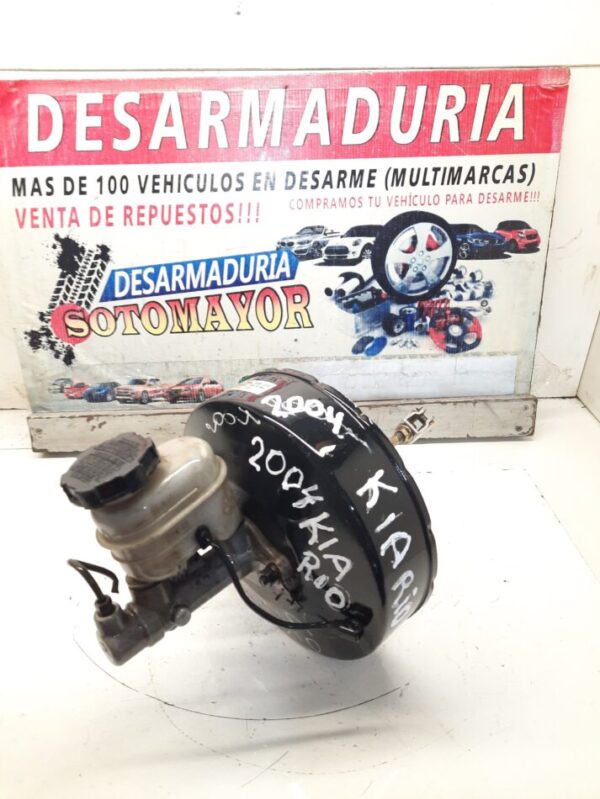 DESARMADURIA
MAS DE 100 VEHICULOS EN DESARME (MULTIMARCAS)
VENTA DE REPUESTOS!!!
COMPRAMOS TU VEHÍCULO PARA DESARME!!!
DESARMADURIA
SOTOMAYOR
2004
2004
KIA
RIO
KIA RIO